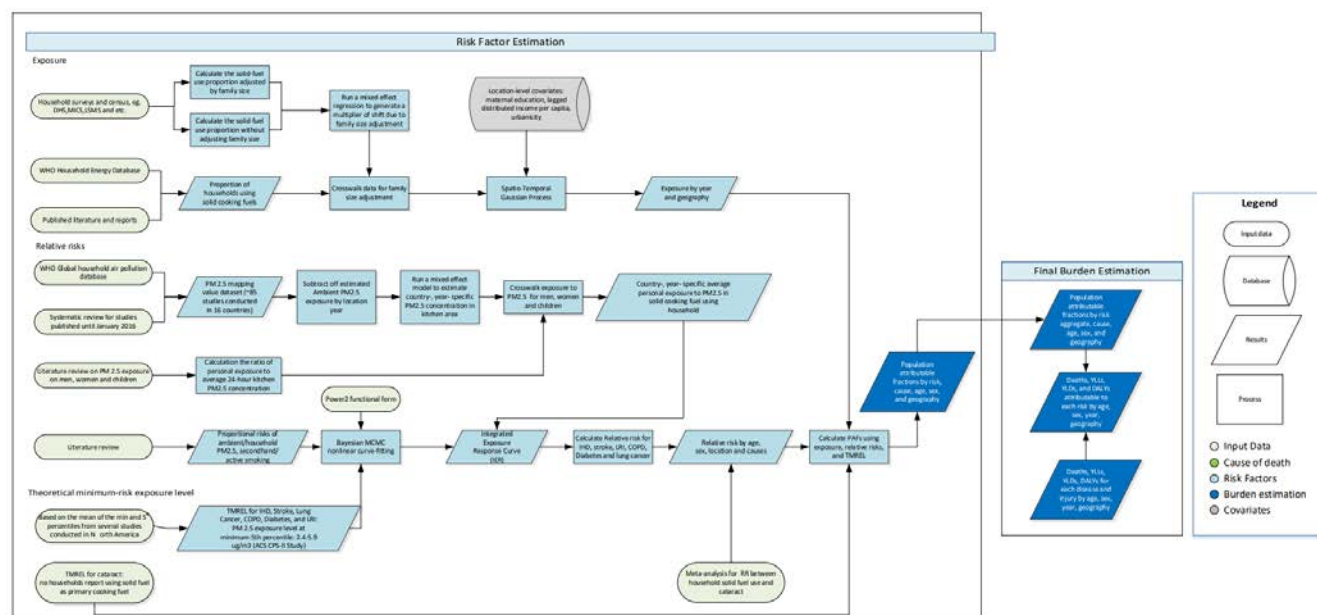 Risk Factor Estimation
Exposure
Household surveys and census, eg.
DHS,MICS,LSMS and etc.
Calculate the solid-fuel
use proportion adjusted
by family size
Calculate the solid-fuel
use proportion without
adjusting family size
Run a mixed effect
regression to generate a
multiplier of shift due to
family size adjustment
Location-level covariates:
maternal education, lagged
distributed income per capita,
urbanicity
WHO Household Energy Database
Published literature and reports
Proportion of
households using
solid cooking fuels
Crosswalk data for family
size adjustment
Spatio-Temporal
Gaussian Process
Exposure by year
and geography
Relative risks
WHO Global household air pollution
database
Systematic review for studies
published until January 2016
PM 2.5 mapping
value dataset (~85
studies conducted
in 16 countries)
Subtract off estimated
Ambient PM2.5
exposure by location
year
Run a mixed effect
model to estimate
country-, year- specific
PM2.5 concentration in
kitchen area
Crosswalk exposure to
PM2.5 for men, women
and children
Country-, year-specific average
personal exposure to PM2.5 in
solid cooking fuel using
household
Literature review on PM 2.5 exposure
on men, women and children
Calculation the ratio of
personal exposure to
average 24-hour kitchen
PM2.5 concentration
Power2 functional form
Literature review
Proportional risks of
ambient/household
PM2.5, secondhand/
active smoking
Bayesian MCMC
nonlinear curve-fitting
Integrated
Exposure
Response Curve
(IER)
Calculate Relative risk for
IHD, stroke, LRI, COPD,
Diabetes and lung cancer
Relative risk by age,
sex, location and causes
Calculate PAFs using
exposure, relative risks,
and TMREL
Population
attributable
fractions by risk,
cause, age, sex,
and geography
Theoretical minimum-risk exposure level
Based on the mean of the min and 5
percentiles from several studies
conducted in N orth America
TMREL for IHD, Stroke, Lung
Cancer, COPD, Diabetes, and LRI:
PM 2.5 exposure level at
minimum-5th percentile: 2.4-5.9
ug/m3 (ACS CPS-II Study)
TMREL for cataract:
no households report using solid fuel
as primary cooking fuel
Meta-analysis for RR between
household solid fuel use and
cataract
Final Burden Estimation
Population
attributable
fractions by risk
aggregate, cause,
age, sex, and
geography
Deaths, YLLs,
YLDs, and DALYs
attributable to
each risk by age,
sex, year,
geography
Deaths, YLLs,
YLDs, DALYs for
each disease and
injury by age, sex,
year, geography
Legend
Input data
Database
Results
Process
Input Data
Cause of death
Risk Factors
Burden estimation
Covariates